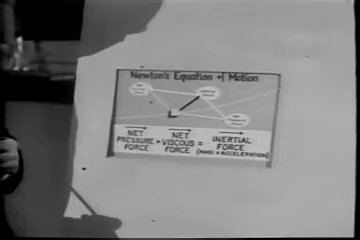 Newton's Equation of Motion
NET PRESSURE FORCE + NET VISCOUS FORCE = INERTIAL FORCE
(MASS × ACCELERATION)